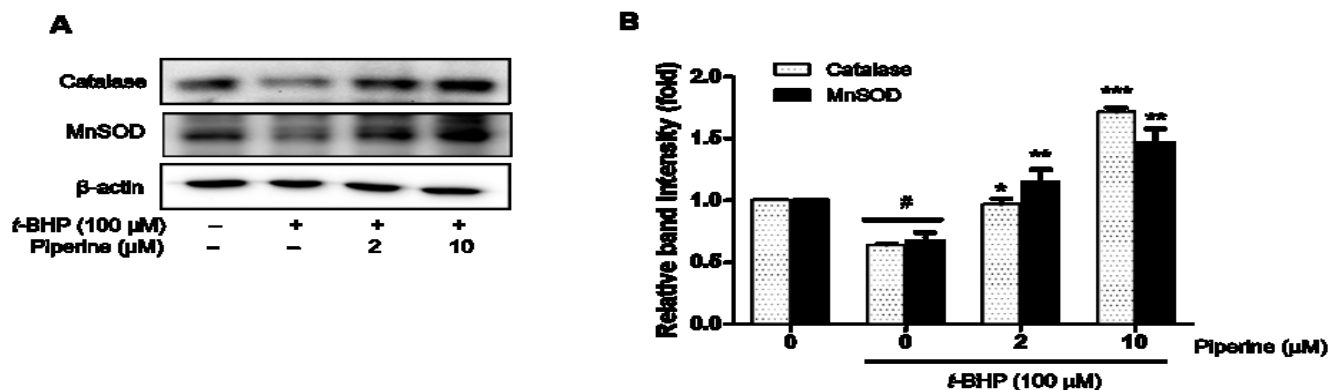 A
Catalase
MnSOD
β-actin
t-BHP (100 μM) – + + +
Piperine (μM) – – 2 10
B
Relative band intensity (fold)
2.0
1.5
1.0
0.5
0.0
Catalase
MnSOD
#
*
**
***
**
0 0 2 10 Piperine (μM)
t-BHP (100 μM)